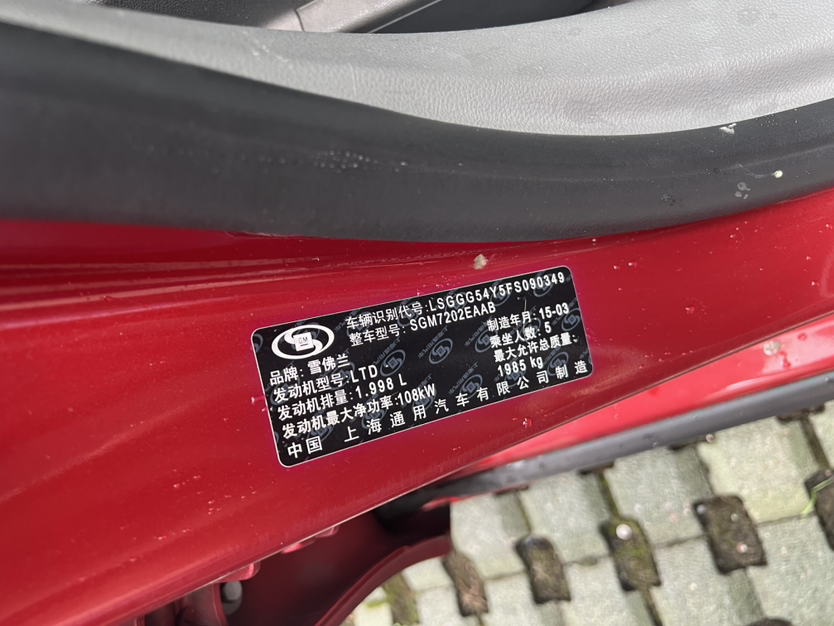 车辆识别代号:LSGGG54Y5FS090349
整车型号:SGM7202EAAB
GM
品牌:雪佛兰
制造年月:15-03
发动机型号:LTD
乘坐人数:5
发动机排量:1.998 L
最大允许总质量:
发动机最大净功率:108kW
1985 kg
中国 上海通用汽车有限公司制造